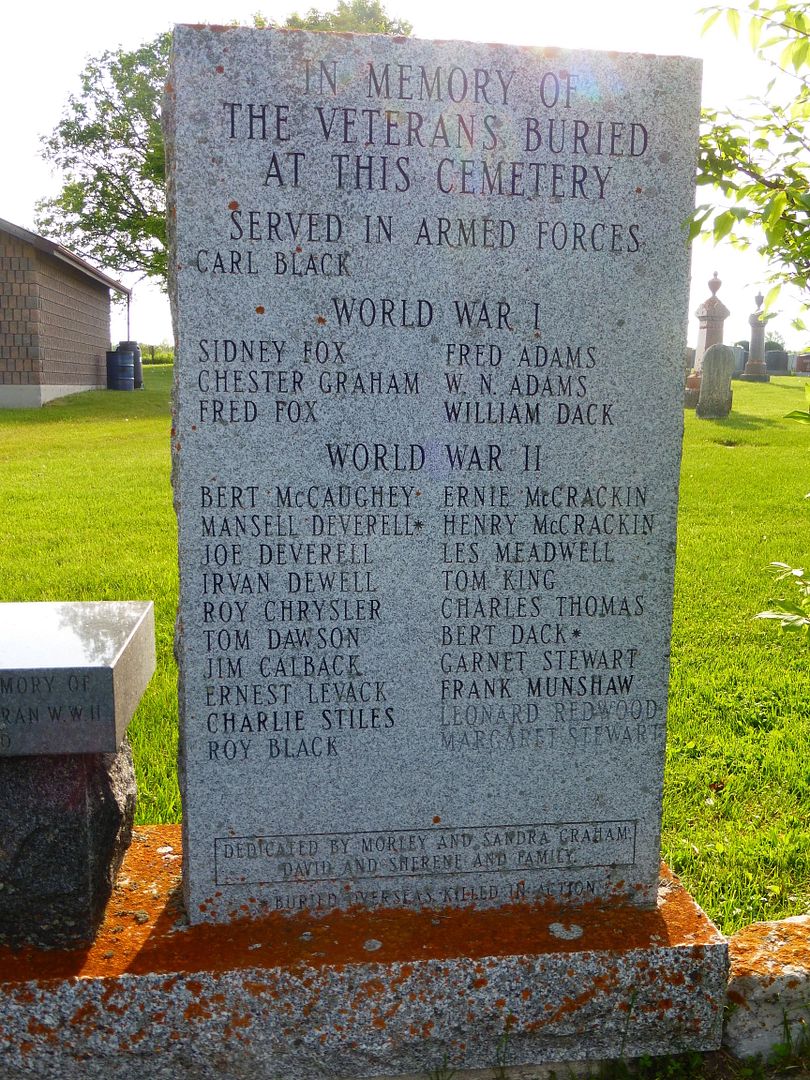 IN MEMORY OF
THE VETERANS BURIED
AT THIS CEMETERY
SERVED IN ARMED FORCES
CARL BLACK
WORLD WAR I
SIDNEY FOX FRED ADAMS
CHESTER GRAHAM W. N. ADAMS
FRED FOX WILLIAM DACK
WORLD WAR II
BERT McCAUGHEY ERNIE McCRACKIN
MANSELL DEVERELL* HENRY McCRACKIN
JOE DEVERELL LES MEADWELL
IRVAN DEWELL TOM KING
ROY CHRYSLER CHARLES THOMAS
TOM DAWSON BERT DACK*
JIM CALBACK GARNET STEWART
ERNEST LEVACK FRANK MUNSHAW
CHARLIE STILES LEONARD REDWOOD
ROY BLACK MARGARET STEWART
DEDICATED BY MORLEY AND SANDRA GRAHAM
DAVID AND SHERENE AND FAMILY
* BURIED OVERSEAS KILLED IN ACTION
MORY OF
RAN W.W.II